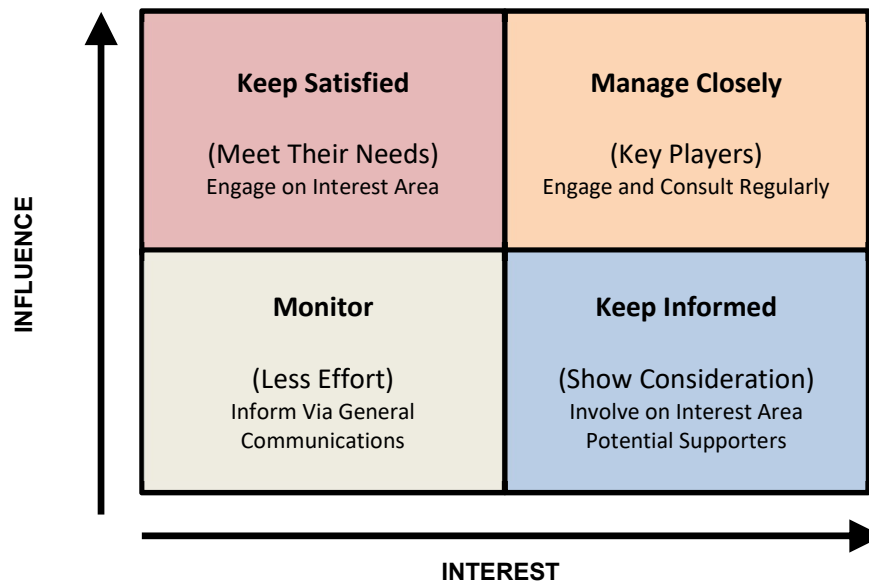 Keep Satisfied
(Meet Their Needs)
Engage on Interest Area
Manage Closely
(Key Players)
Engage and Consult Regularly
INFLUENCE
Monitor
(Less Effort)
Inform Via General
Communications
Keep Informed
(Show Consideration)
Involve on Interest Area
Potential Supporters
INTEREST